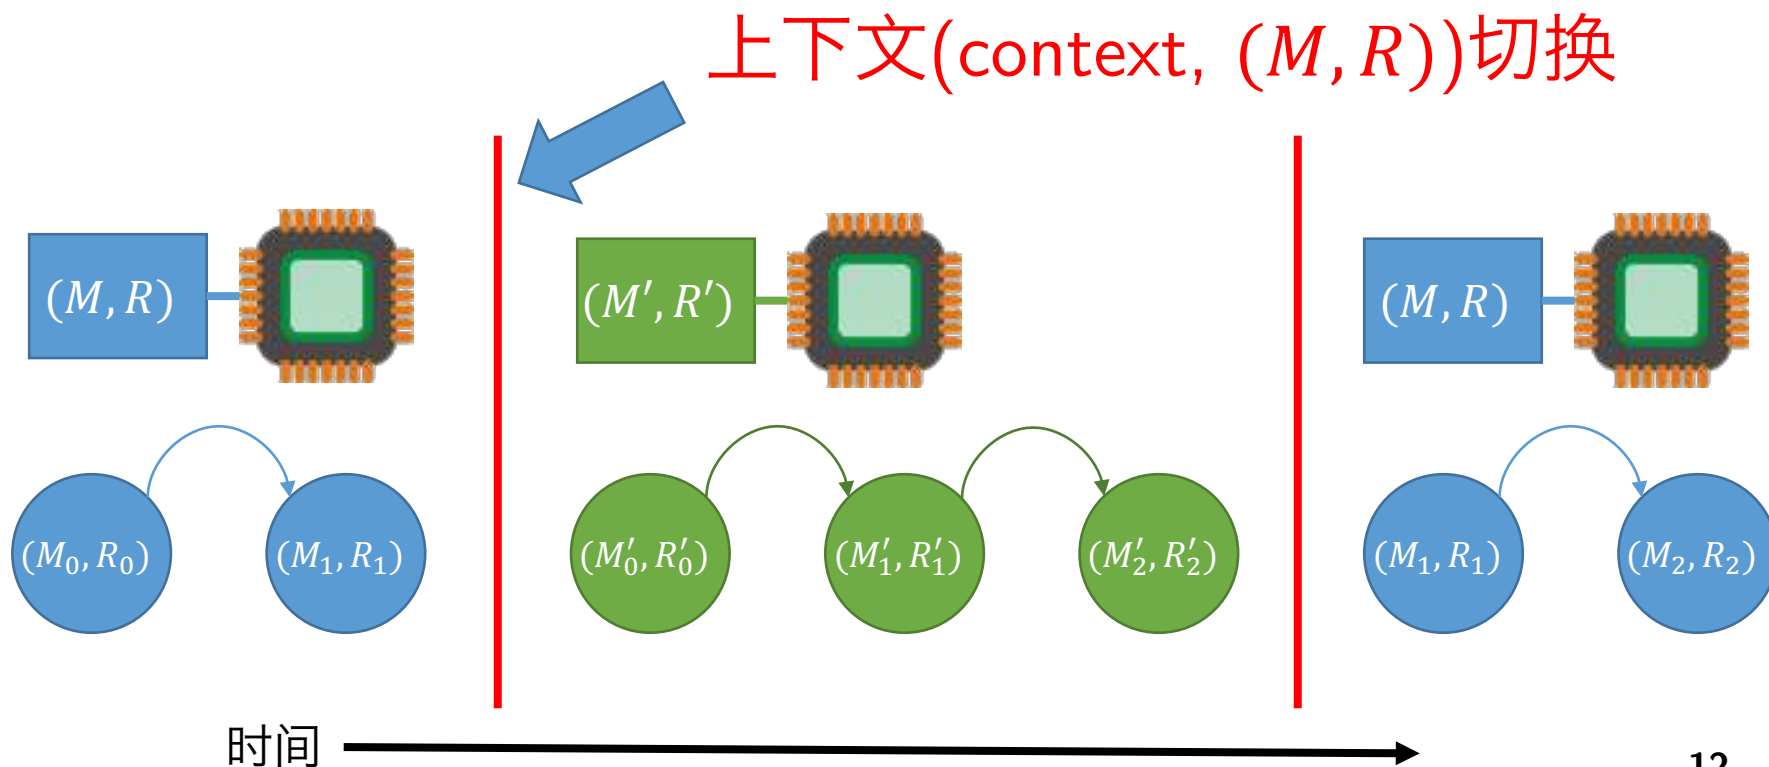 上下文(context, (M, R))切换
(M, R)
(M′, R′)
(M, R)
(M₀, R₀)
(M₁, R₁)
(M′₀, R′₀)
(M′₁, R′₁)
(M′₂, R′₂)
(M₁, R₁)
(M₂, R₂)
时间
12